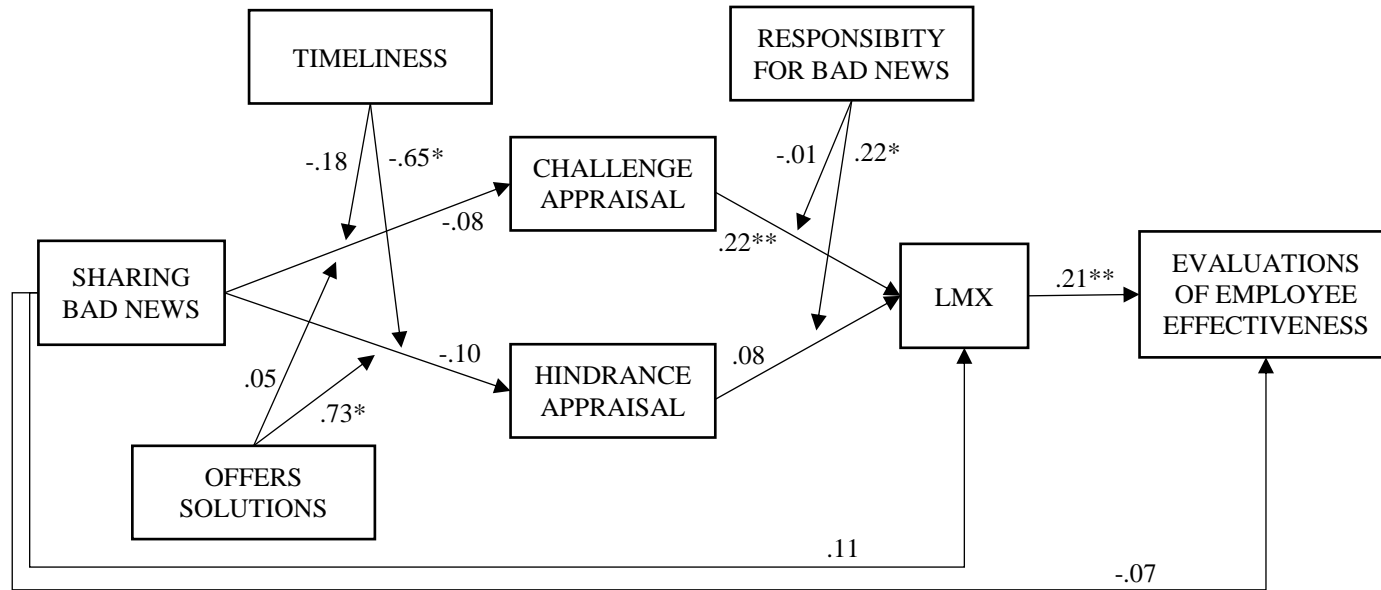 TIMELINESS
RESPONSIBITY
FOR BAD NEWS
-.18
-.65*
-.01
.22*
CHALLENGE
APPRAISAL
-.08
.22**
SHARING
BAD NEWS
LMX
.21**
EVALUATIONS
OF EMPLOYEE
EFFECTIVENESS
-.10
.08
.05
.73*
HINDRANCE
APPRAISAL
OFFERS
SOLUTIONS
.11
-.07